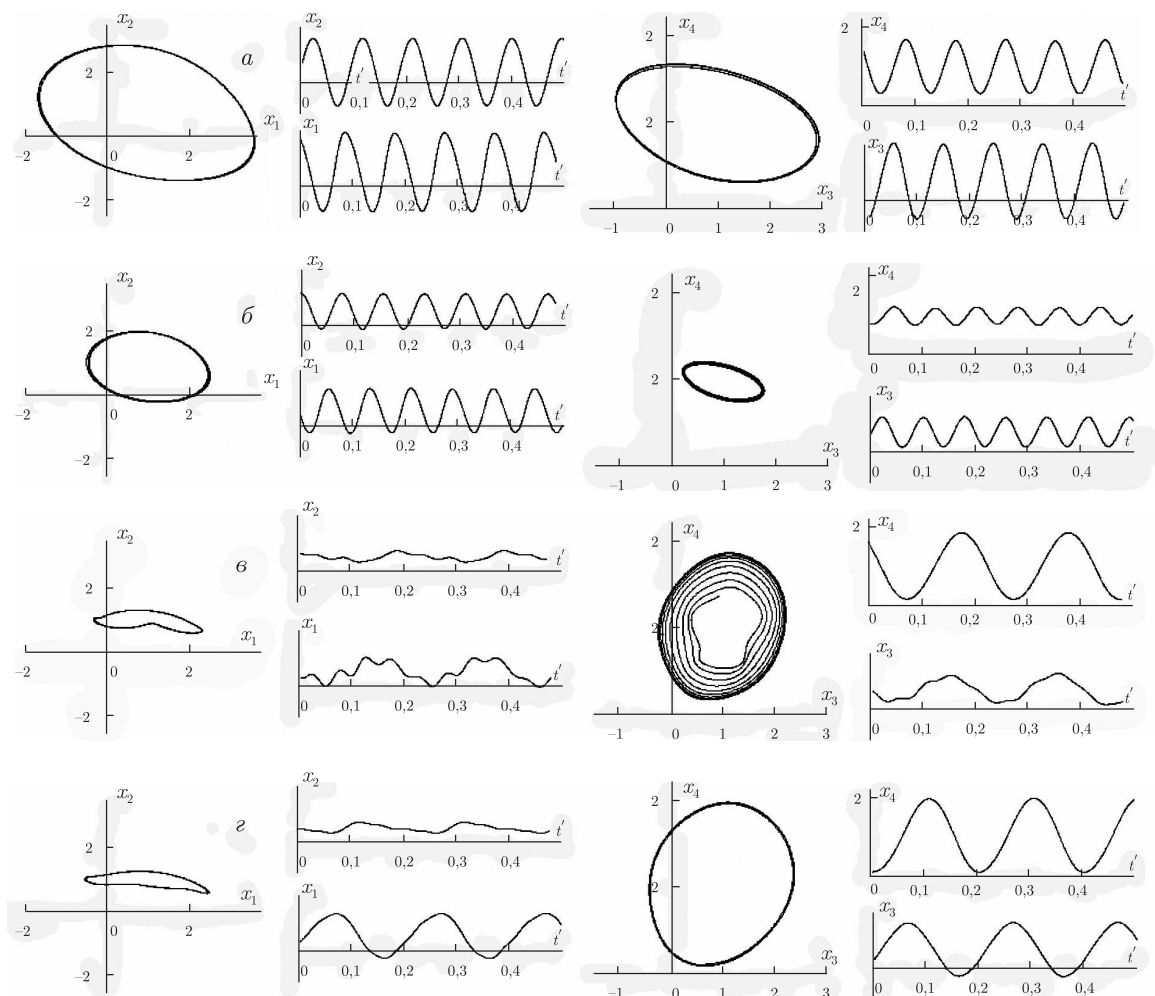 x₂
2
а
x₁
–2 0 2
–2
x₂
t′
0 0,1 0,2 0,3 0,4
x₁
t′
0 0,1 0,2 0,3 0,4
x₄
2
2
x₃
–1 0 1 2 3
x₄
2
t′
0 0,1 0,2 0,3 0,4
x₃
t′
0 0,1 0,2 0,3 0,4
x₂
2
б
x₁
–2 0 2
–2
x₂
t′
0 0,1 0,2 0,3 0,4
x₁
t′
0 0,1 0,2 0,3 0,4
x₄
2
2
x₃
–1 0 1 2 3
x₄
2
t′
0 0,1 0,2 0,3 0,4
x₃
t′
0 0,1 0,2 0,3 0,4
x₂
2
в
x₁
–2 0 2
–2
x₂
t′
0 0,1 0,2 0,3 0,4
x₁
t′
0 0,1 0,2 0,3 0,4
x₄
2
2
x₃
–1 0 1 2 3
x₄
2
t′
0 0,1 0,2 0,3 0,4
x₃
t′
0 0,1 0,2 0,3 0,4
x₂
2
г
x₁
–2 0 2
–2
x₂
t′
0 0,1 0,2 0,3 0,4
x₁
t′
0 0,1 0,2 0,3 0,4
x₄
2
2
x₃
–1 0 1 2 3
x₄
2
t′
0 0,1 0,2 0,3 0,4
x₃
t′
0 0,1 0,2 0,3 0,4